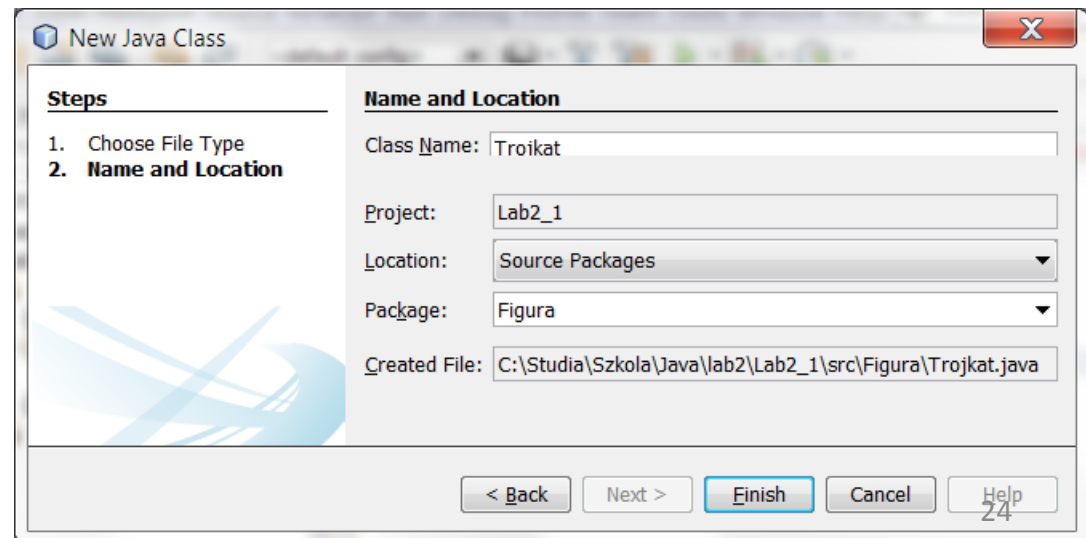 New Java Class
X
Steps
1. Choose File Type
2. Name and Location
Name and Location
Class Name: Trojkat
Project: Lab2_1
Location: Source Packages
Package: Figura
Created File: C:\Studia\Szkola\Java\lab2\Lab2_1\src\Figura\Trojkat.java
< Back Next > Finish Cancel Help
24